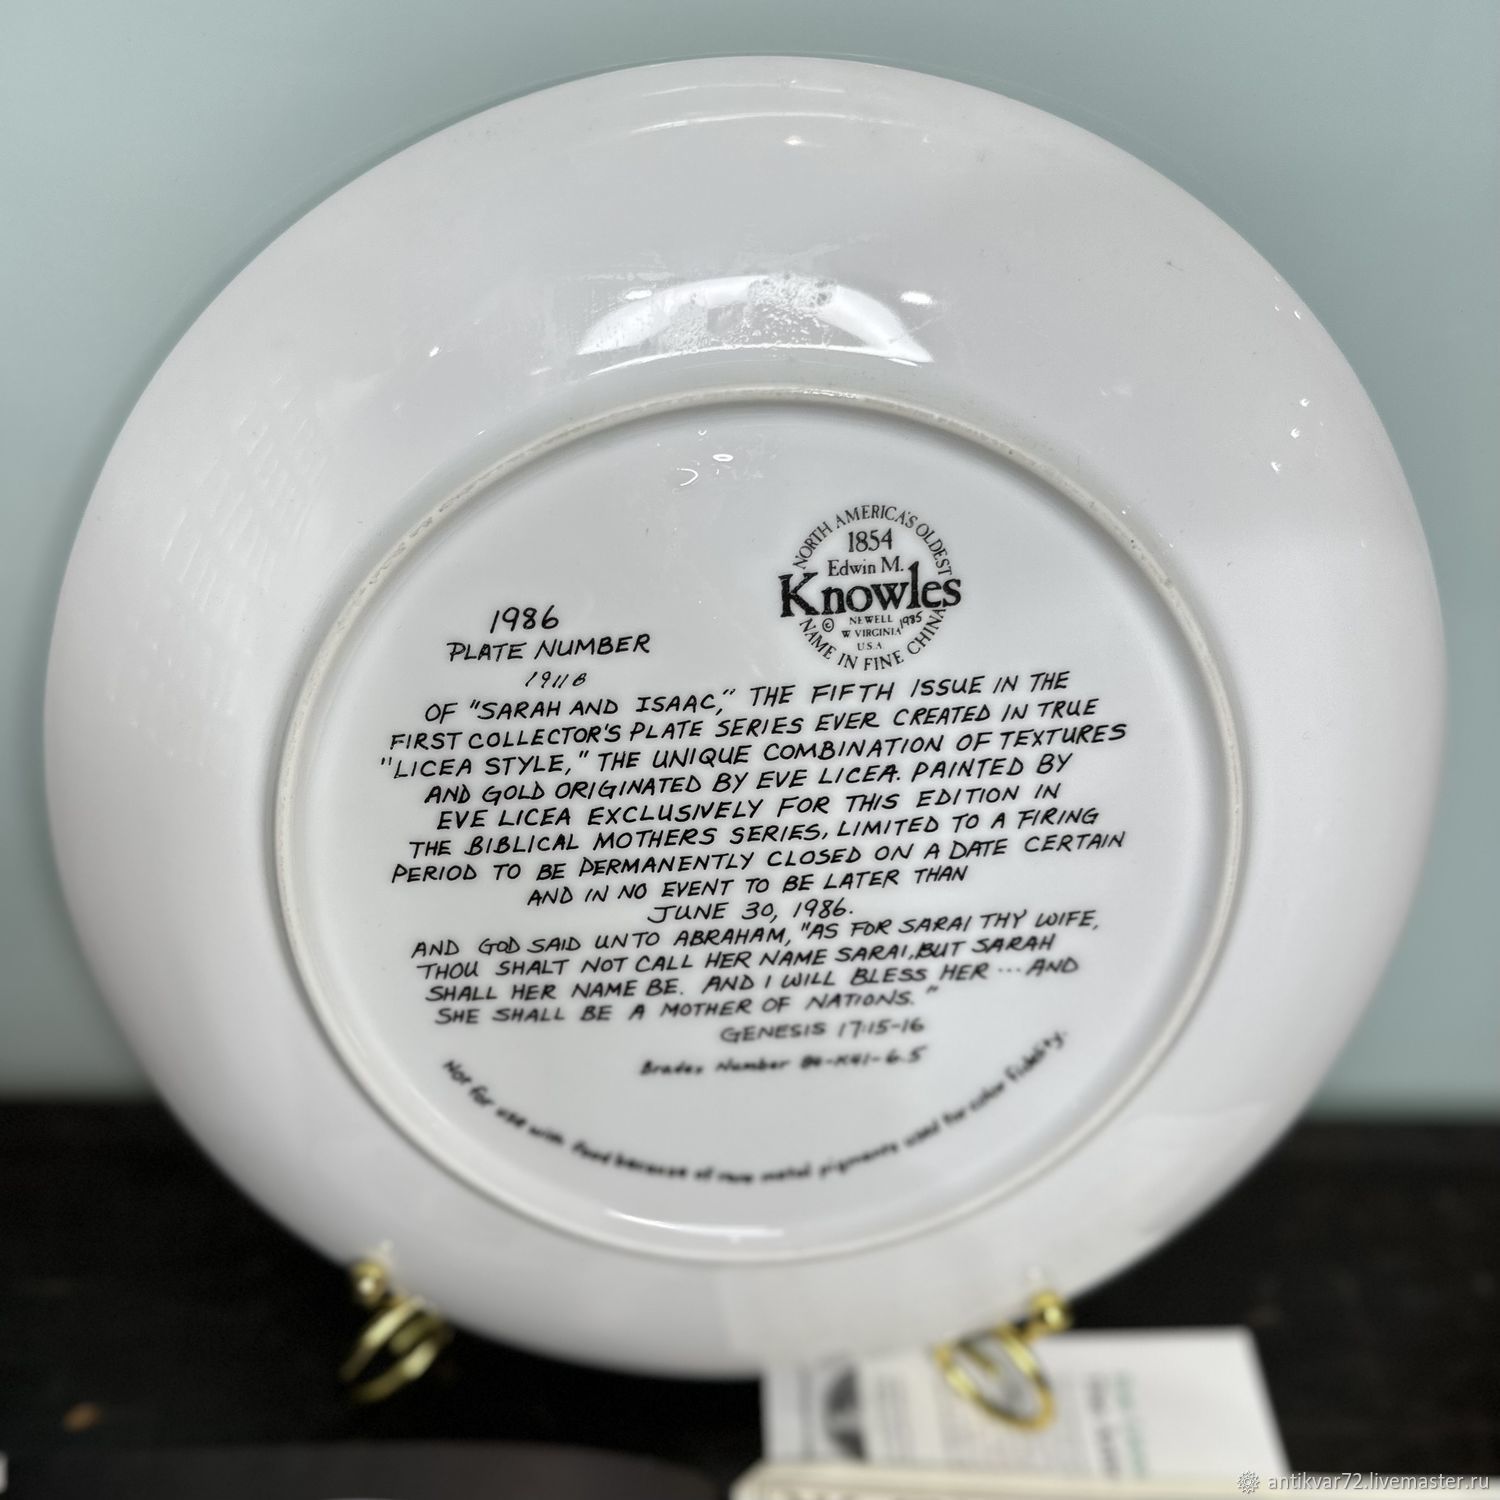 NORTH AMERICA'S OLDEST
1854
Edwin M.
Knowles
© NEWELL 1985
W VIRGINIA
U.S.A
NAME IN FINE CHINA
1986
PLATE NUMBER
1911B
OF "SARAH AND ISAAC," THE FIFTH ISSUE IN THE
FIRST COLLECTOR'S PLATE SERIES EVER CREATED IN TRUE
"LICEA STYLE," THE UNIQUE COMBINATION OF TEXTURES
AND GOLD ORIGINATED BY EVE LICEA. PAINTED BY
EVE LICEA EXCLUSIVELY FOR THIS EDITION IN
THE BIBLICAL MOTHERS SERIES, LIMITED TO A FIRING
PERIOD TO BE PERMANENTLY CLOSED ON A DATE CERTAIN
AND IN NO EVENT TO BE LATER THAN
JUNE 30, 1986.
AND GOD SAID UNTO ABRAHAM, "AS FOR SARAI THY WIFE,
THOU SHALT NOT CALL HER NAME SARAI, BUT SARAH
SHALL HER NAME BE. AND I WILL BLESS HER ... AND
SHE SHALL BE A MOTHER OF NATIONS."
GENESIS 17:15-16
Bradex Number 84-K41-6.5
Not for use with food because of rare metal pigments used for color fidelity.
antikvar72.livemaster.ru